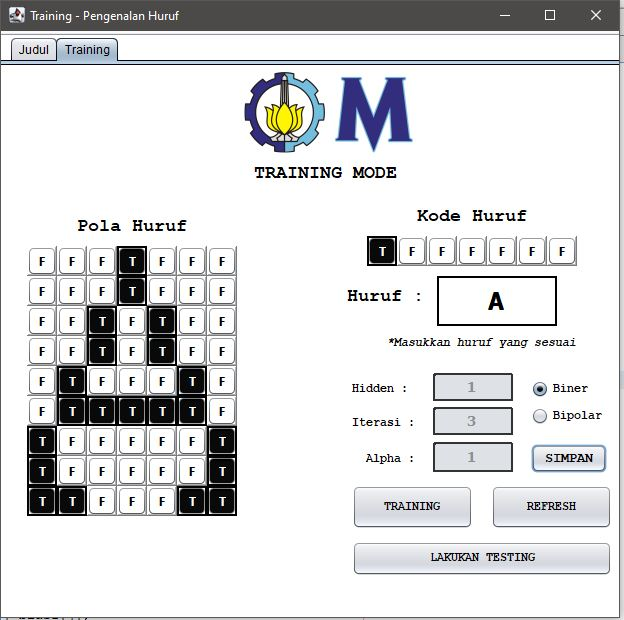 Training - Pengenalan Huruf
Judul Training
M
TRAINING MODE
Pola Huruf
F F F T F F F
F F F T F F F
F F T F T F F
F F T F T F F
F T F F F T F
F T T T T T F
T F F F F F T
T F F F F F T
T T F F F T T
Kode Huruf
T F F F F F F
Huruf : A
*Masukkan huruf yang sesuai
Hidden : 1
Biner
Iterasi : 3
Bipolar
Alpha : 1
SIMPAN
TRAINING REFRESH
LAKUKAN TESTING